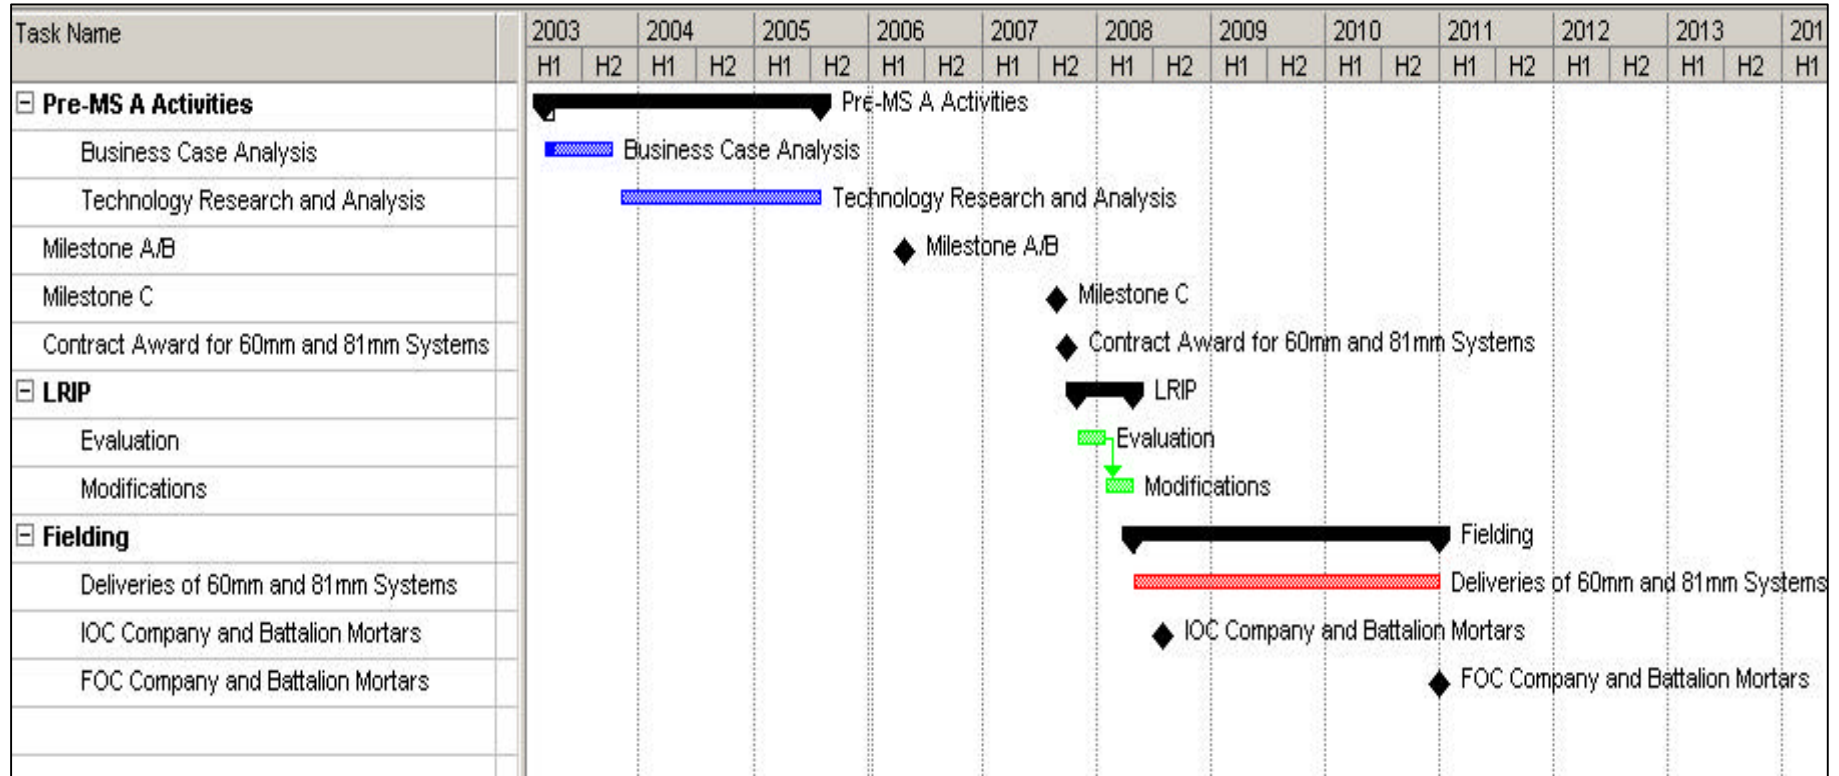 Task Name 2003 2004 2005 2006 2007 2008 2009 2010 2011 2012 2013 201
H1 H2 H1 H2 H1 H2 H1 H2 H1 H2 H1 H2 H1 H2 H1 H2 H1 H2 H1 H2 H1 H2 H1
Pre-MS A Activities Pre-MS A Activities
Business Case Analysis Business Case Analysis
Technology Research and Analysis Technology Research and Analysis
Milestone A/B Milestone A/B
Milestone C Milestone C
Contract Award for 60mm and 81mm Systems Contract Award for 60mm and 81mm Systems
LRIP LRIP
Evaluation Evaluation
Modifications Modifications
Fielding Fielding
Deliveries of 60mm and 81mm Systems Deliveries of 60mm and 81mm Systems
IOC Company and Battalion Mortars IOC Company and Battalion Mortars
FOC Company and Battalion Mortars FOC Company and Battalion Mortars